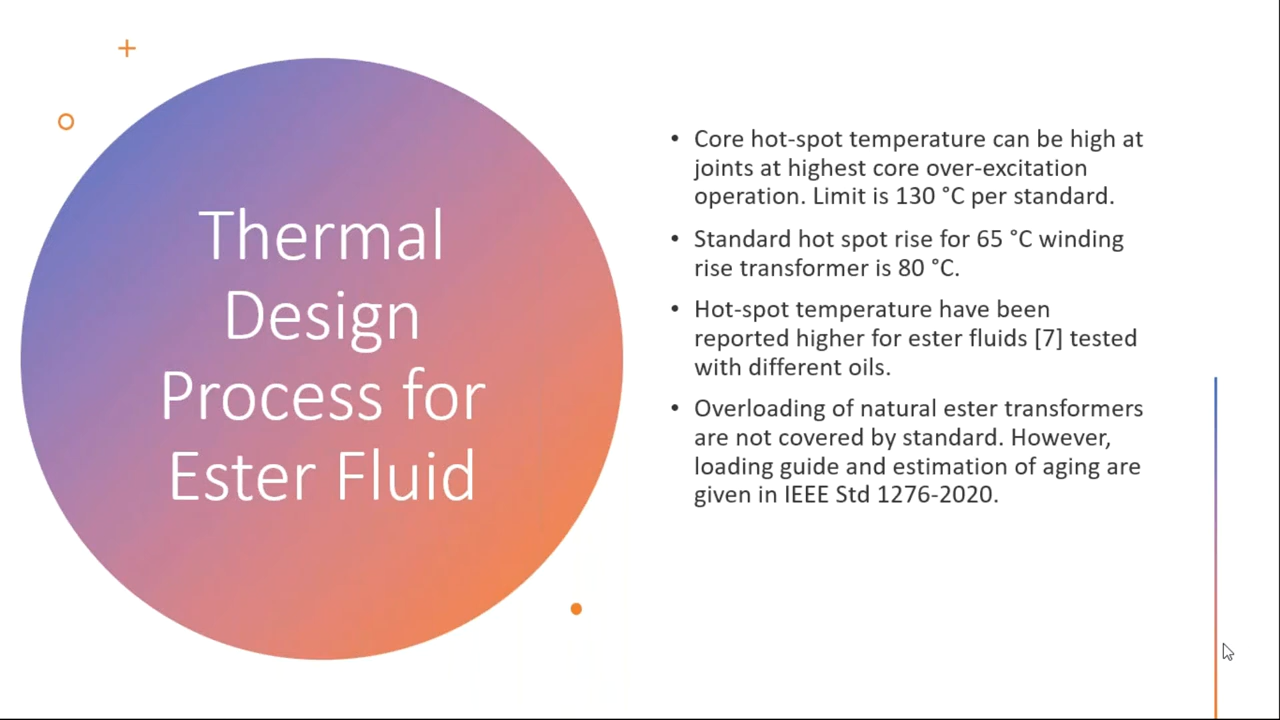 Thermal
Design
Process for
Ester Fluid
• Core hot-spot temperature can be high at
joints at highest core over-excitation
operation. Limit is 130 °C per standard.
• Standard hot spot rise for 65 °C winding
rise transformer is 80 °C.
• Hot-spot temperature have been
reported higher for ester fluids [7] tested
with different oils.
• Overloading of natural ester transformers
are not covered by standard. However,
loading guide and estimation of aging are
given in IEEE Std 1276-2020.